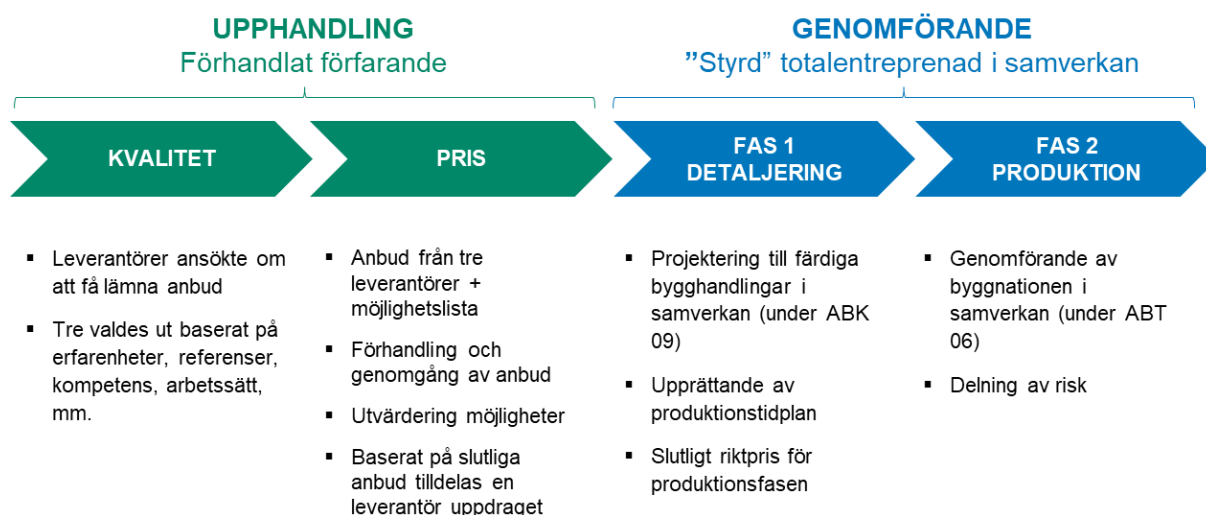 UPPHANDLING
Förhandlat förfarande
GENOMFÖRANDE
”Styrd” totalentreprenad i samverkan
KVALITET
PRIS
FAS 1
DETALJERING
FAS 2
PRODUKTION
▪ Leverantörer ansökte om
att få lämna anbud
▪ Tre valdes ut baserat på
erfarenheter, referenser,
kompetens, arbetssätt,
mm.
▪ Anbud från tre
leverantörer +
möjlighetslista
▪ Förhandling och
genomgång av anbud
▪ Utvärdering möjligheter
▪ Baserat på slutliga
anbud tilldelas en
leverantör uppdraget
▪ Projektering till färdiga
bygghandlingar i
samverkan (under ABK
09)
▪ Upprättande av
produktionstidplan
▪ Slutligt riktpris för
produktionsfasen
▪ Genomförande av
byggnationen i
samverkan (under ABT
06)
▪ Delning av risk